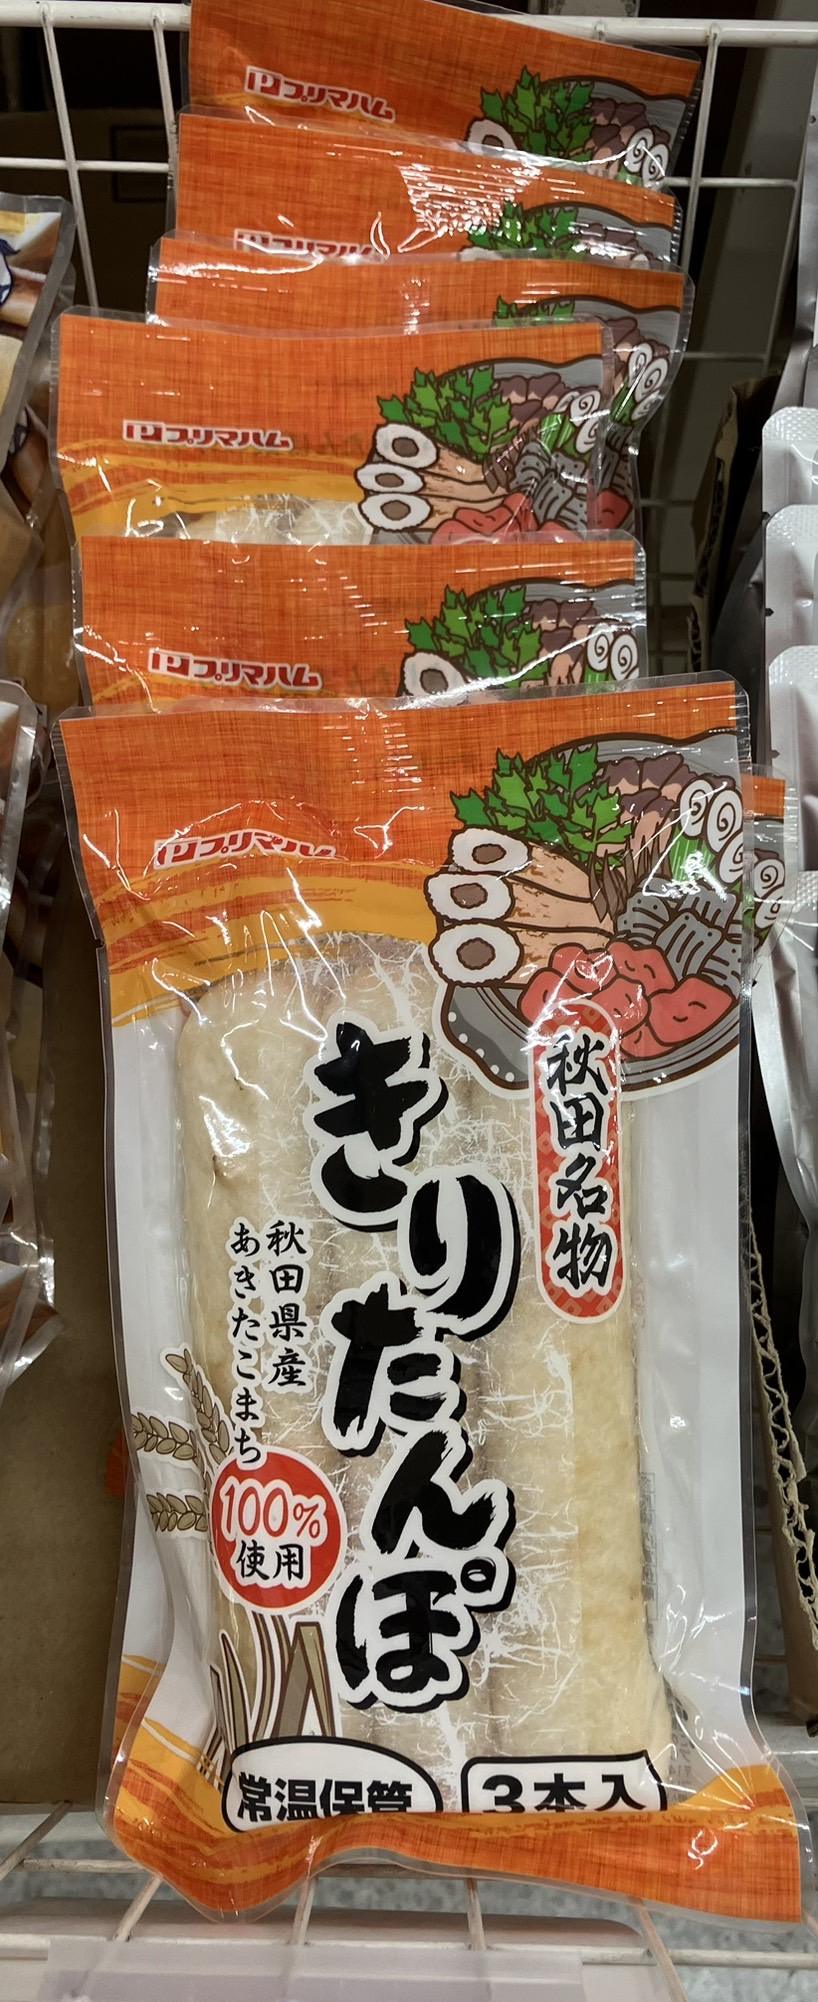 プリマハム
プリマハム
プリマハム
プリマハム
プリマハム
秋田名物
きりたんぽ
秋田県産
あきたこまち
100%
使用
常温保管
3本入